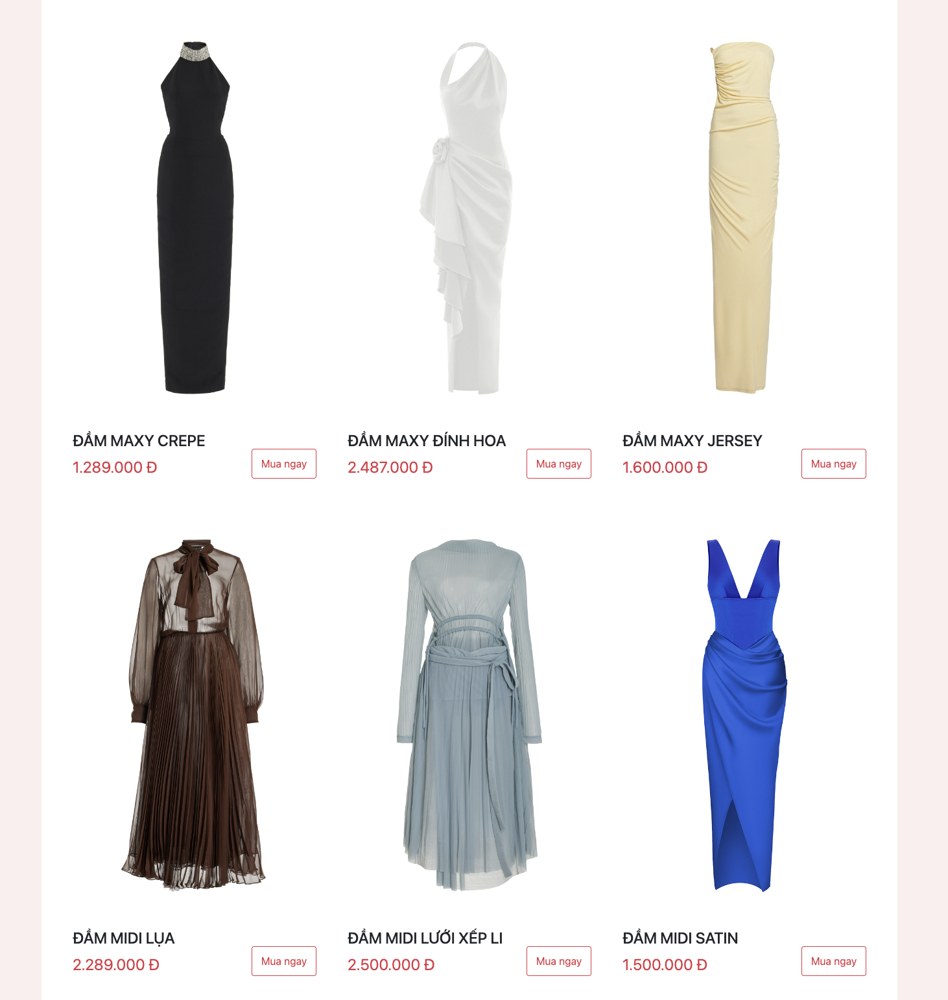 ĐẦM MAXY CREPE
1.289.000 Đ
Mua ngay
ĐẦM MAXY ĐÍNH HOA
2.487.000 Đ
Mua ngay
ĐẦM MAXY JERSEY
1.600.000 Đ
Mua ngay
ĐẦM MIDI LỤA
2.289.000 Đ
Mua ngay
ĐẦM MIDI LƯỚI XẾP LI
2.500.000 Đ
Mua ngay
ĐẦM MIDI SATIN
1.500.000 Đ
Mua ngay